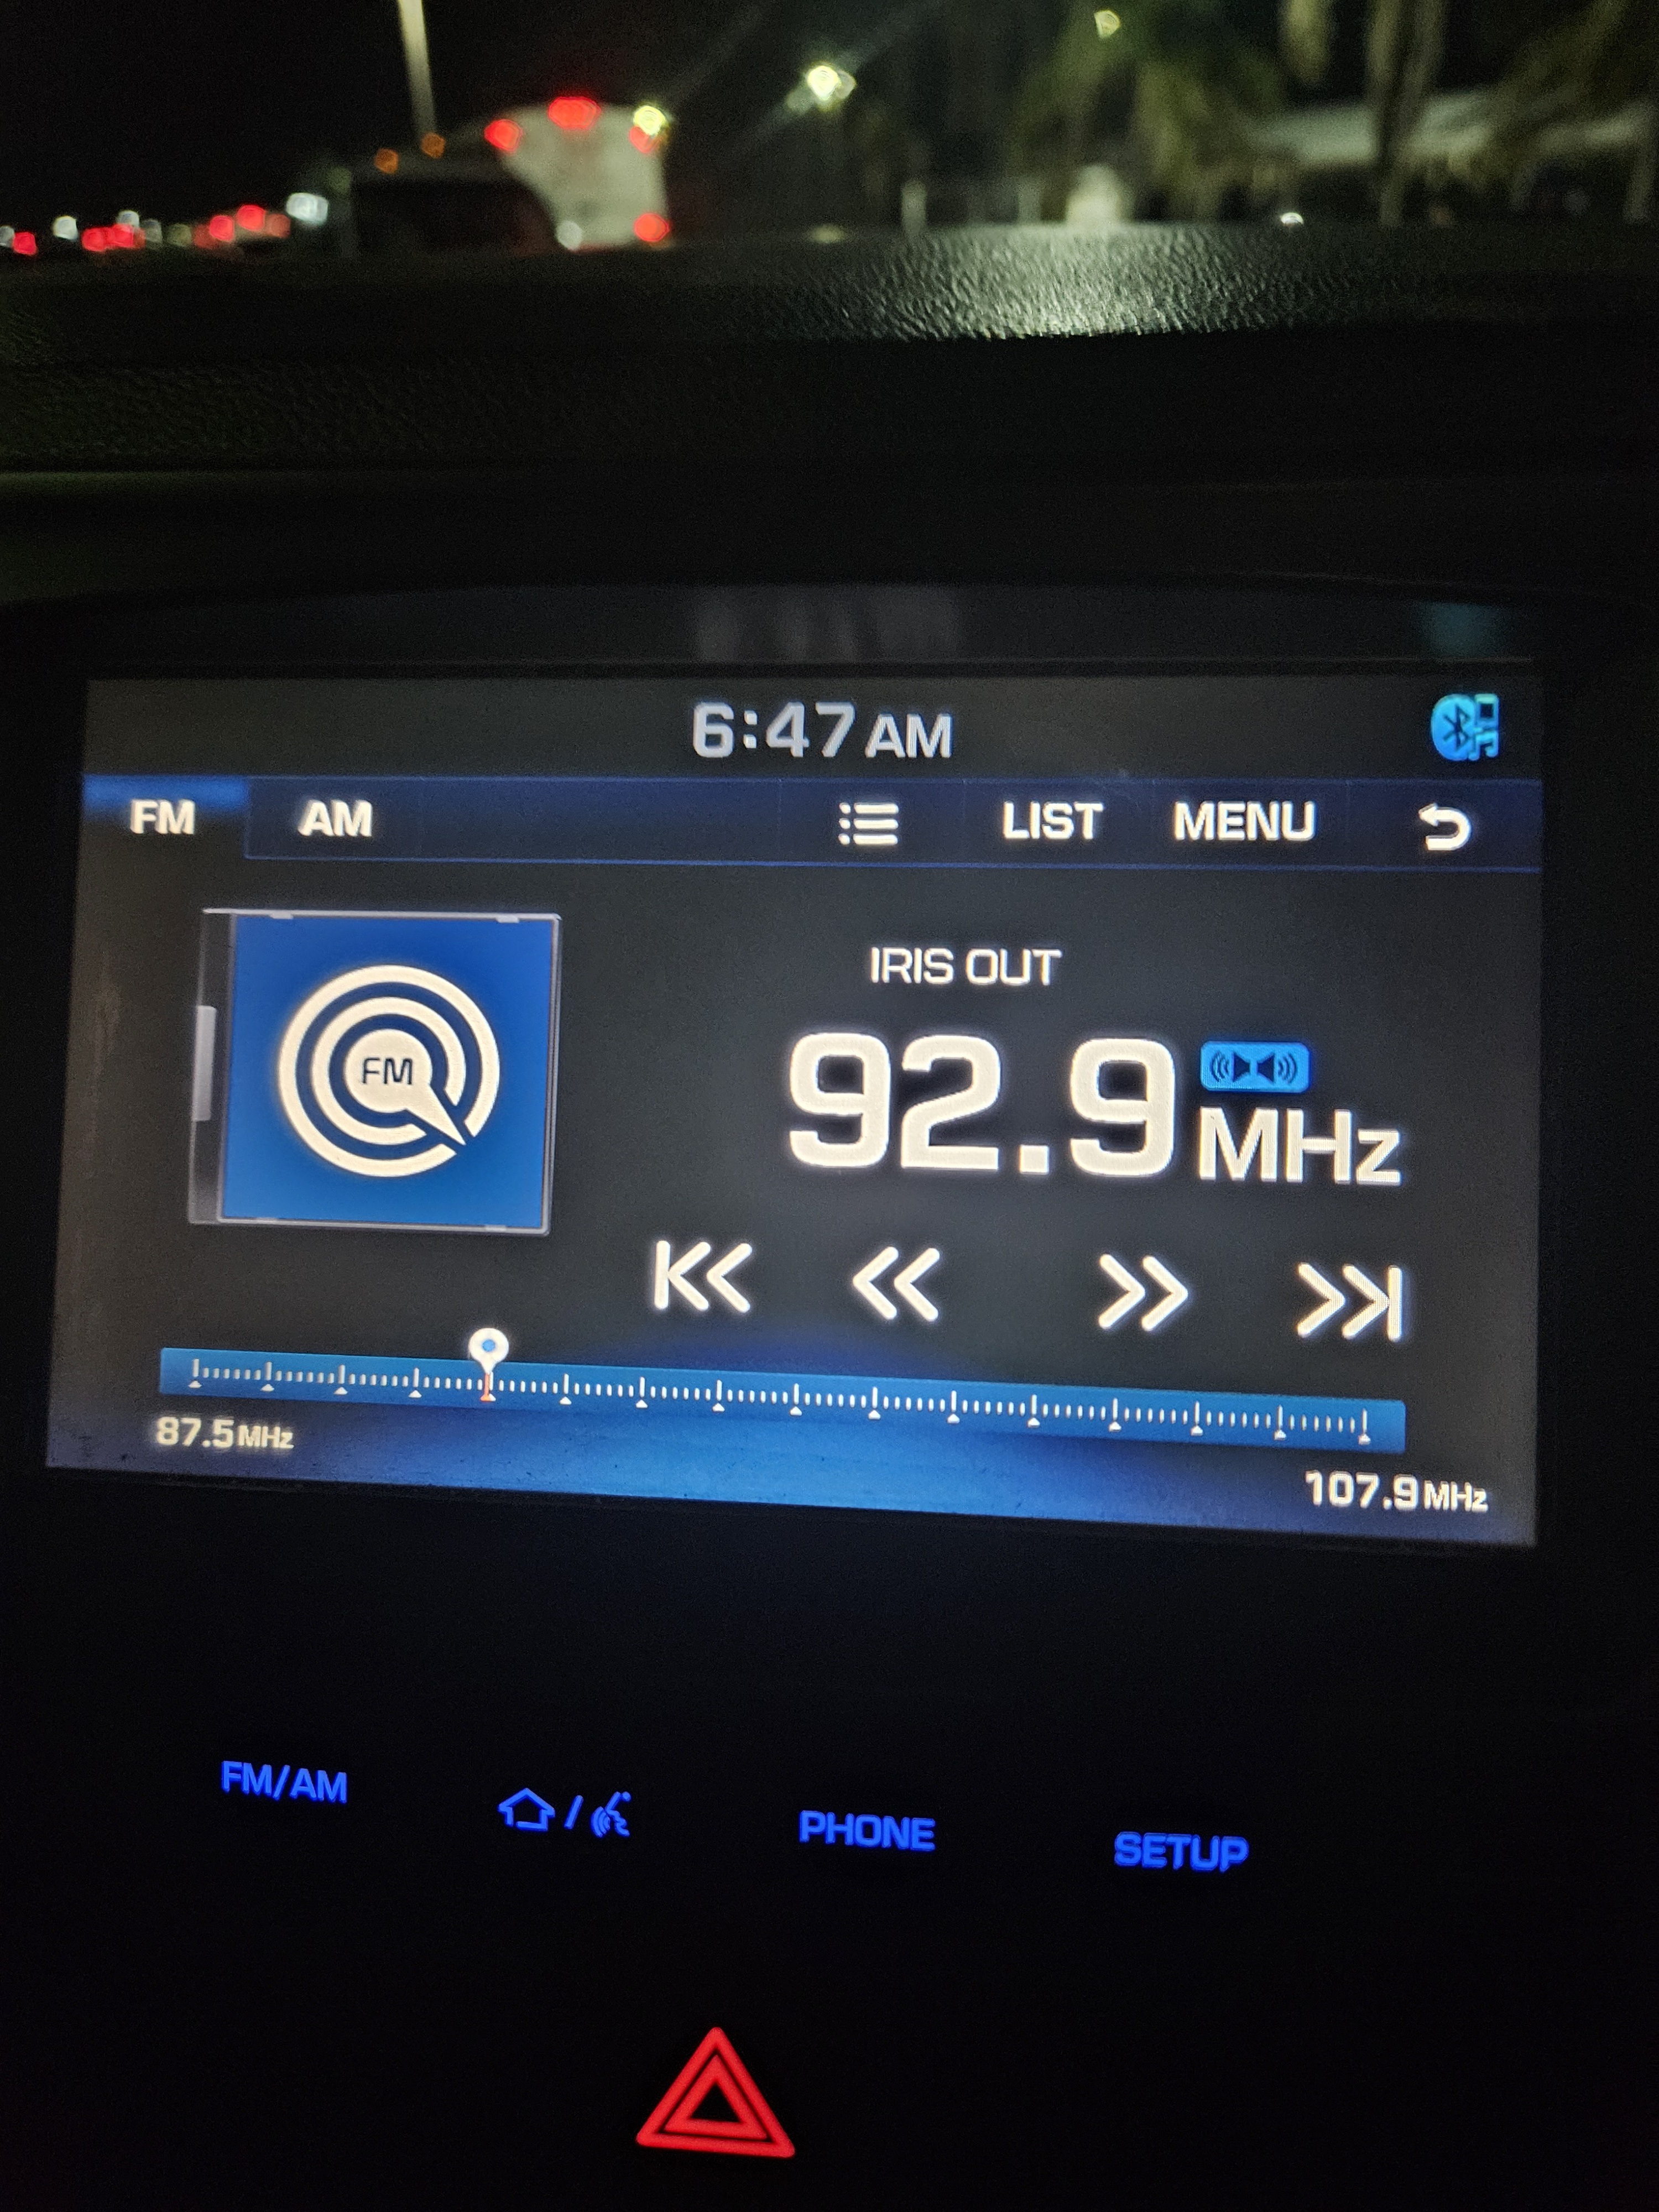 6:47 AM
FM AM LIST MENU
IRIS OUT
FM
92.9 MHz
87.5 MHz
107.9 MHz
FM/AM / PHONE SETUP